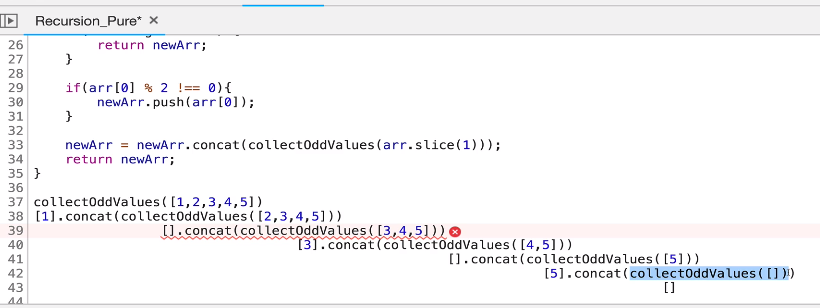 Recursion_Pure*
26 return newArr;
27 }
28
29 if(arr[0] % 2 !== 0){
30 newArr.push(arr[0]);
31 }
32
33 newArr = newArr.concat(collectOddValues(arr.slice(1)));
34 return newArr;
35 }
36
37 collectOddValues([1,2,3,4,5])
38 [1].concat(collectOddValues([2,3,4,5]))
39 [].concat(collectOddValues([3,4,5]))
40 [3].concat(collectOddValues([4,5]))
41 [].concat(collectOddValues([5]))
42 [5].concat(collectOddValues([]))
43 []
44